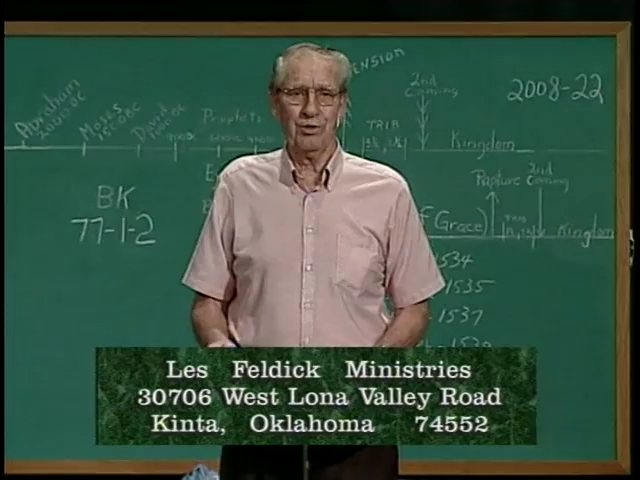 ENSION
2nd
Coming
2008-22
Abraham
2000 BC
Moses
1500 BC
David
1000 BC
Prophets
TRIB
Kingdom
Rapture
2nd
Coming
BK
77-1-2
Grace)
Kingdom
1534
1535
1537
Les Feldick Ministries
30706 West Lona Valley Road
Kinta, Oklahoma 74552